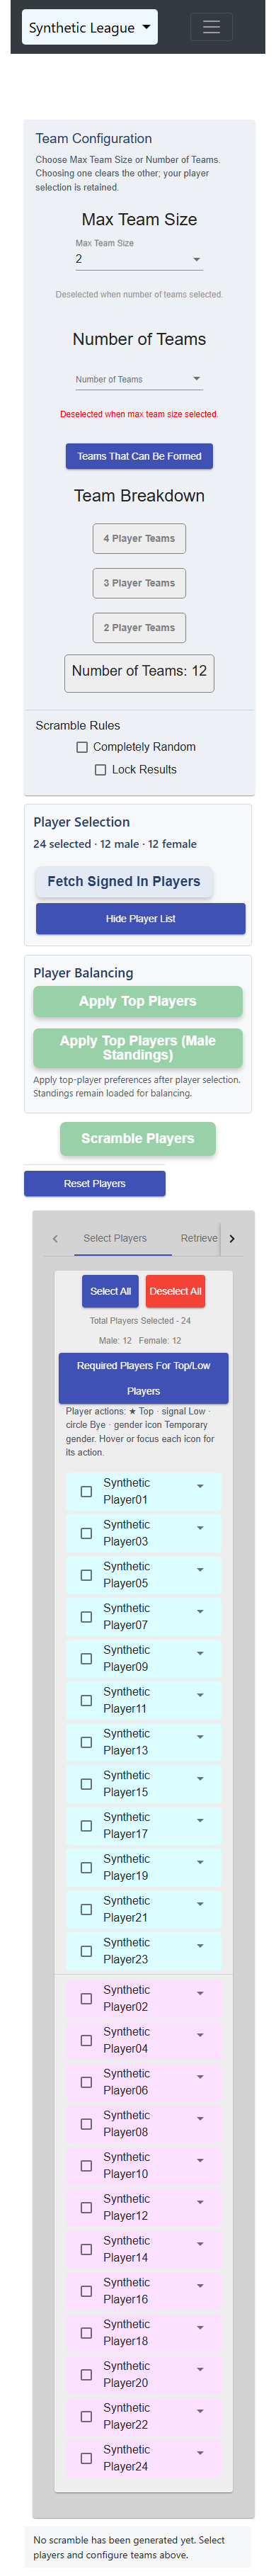 Synthetic League
Team Configuration
Choose Max Team Size or Number of Teams.
Choosing one clears the other; your player
selection is retained.
Max Team Size
Max Team Size
2
Deselected when number of teams selected.
Number of Teams
Number of Teams
Deselected when max team size selected.
Teams That Can Be Formed
Team Breakdown
4 Player Teams
3 Player Teams
2 Player Teams
Number of Teams: 12
Scramble Rules
Completely Random
Lock Results
Player Selection
24 selected · 12 male · 12 female
Fetch Signed In Players
Hide Player List
Player Balancing
Apply Top Players
Apply Top Players (Male
Standings)
Apply top-player preferences after player selection.
Standings remain loaded for balancing.
Scramble Players
Reset Players
Select Players
Retrieve
Select All
Deselect All
Total Players Selected - 24
Male: 12 Female: 12
Required Players For Top/Low
Players
Player actions: ★ Top · signal Low ·
circle Bye · gender icon Temporary
gender. Hover or focus each icon for
its action.
Synthetic
Player01
Synthetic
Player03
Synthetic
Player05
Synthetic
Player07
Synthetic
Player09
Synthetic
Player11
Synthetic
Player13
Synthetic
Player15
Synthetic
Player17
Synthetic
Player19
Synthetic
Player21
Synthetic
Player23
Synthetic
Player02
Synthetic
Player04
Synthetic
Player06
Synthetic
Player08
Synthetic
Player10
Synthetic
Player12
Synthetic
Player14
Synthetic
Player16
Synthetic
Player18
Synthetic
Player20
Synthetic
Player22
Synthetic
Player24
No scramble has been generated yet. Select
players and configure teams above.